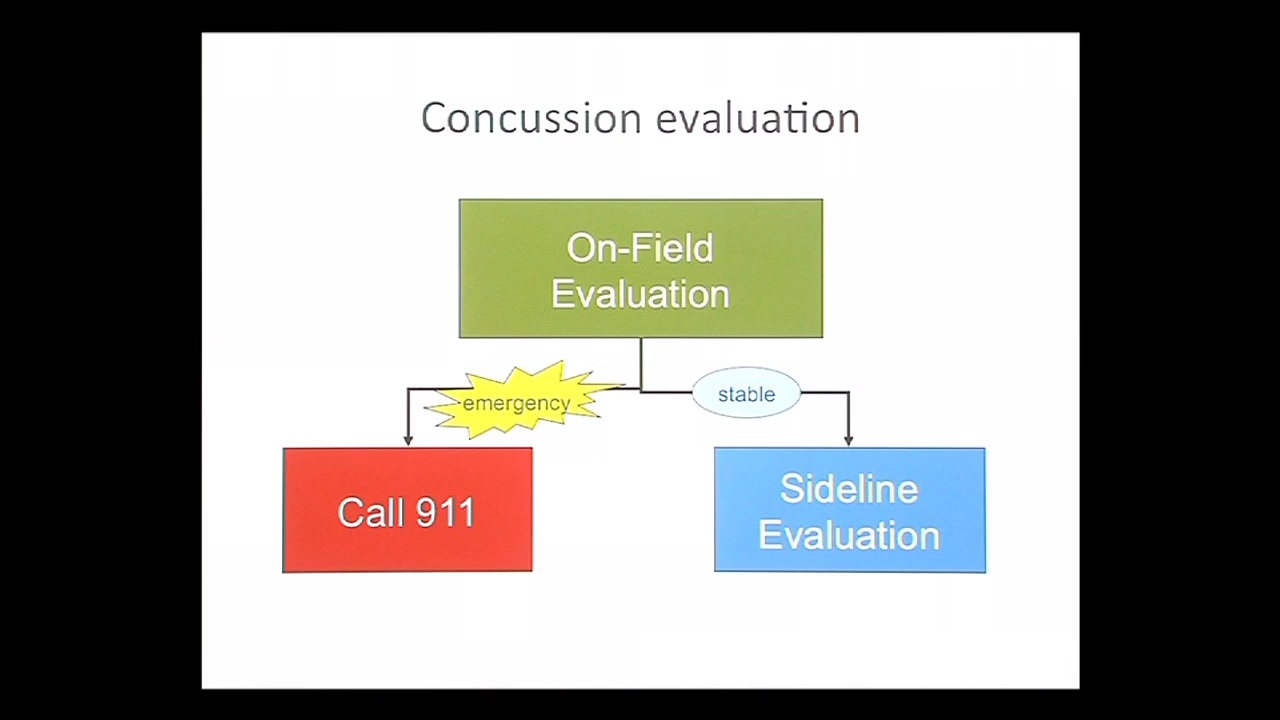 Concussion evaluation
On-Field
Evaluation
emergency
stable
Call 911
Sideline
Evaluation